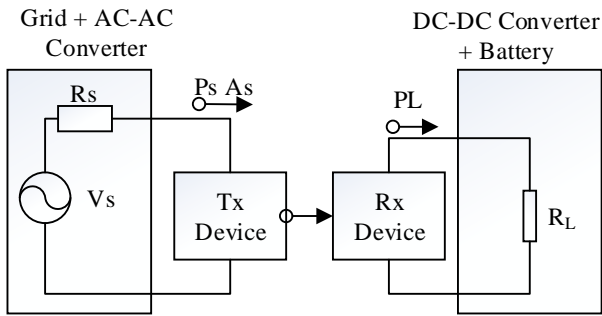 Grid + AC-AC
Converter
DC-DC Converter
+ Battery
Rs
Ps As
PL
Vs
Tx
Device
Rx
Device
RL